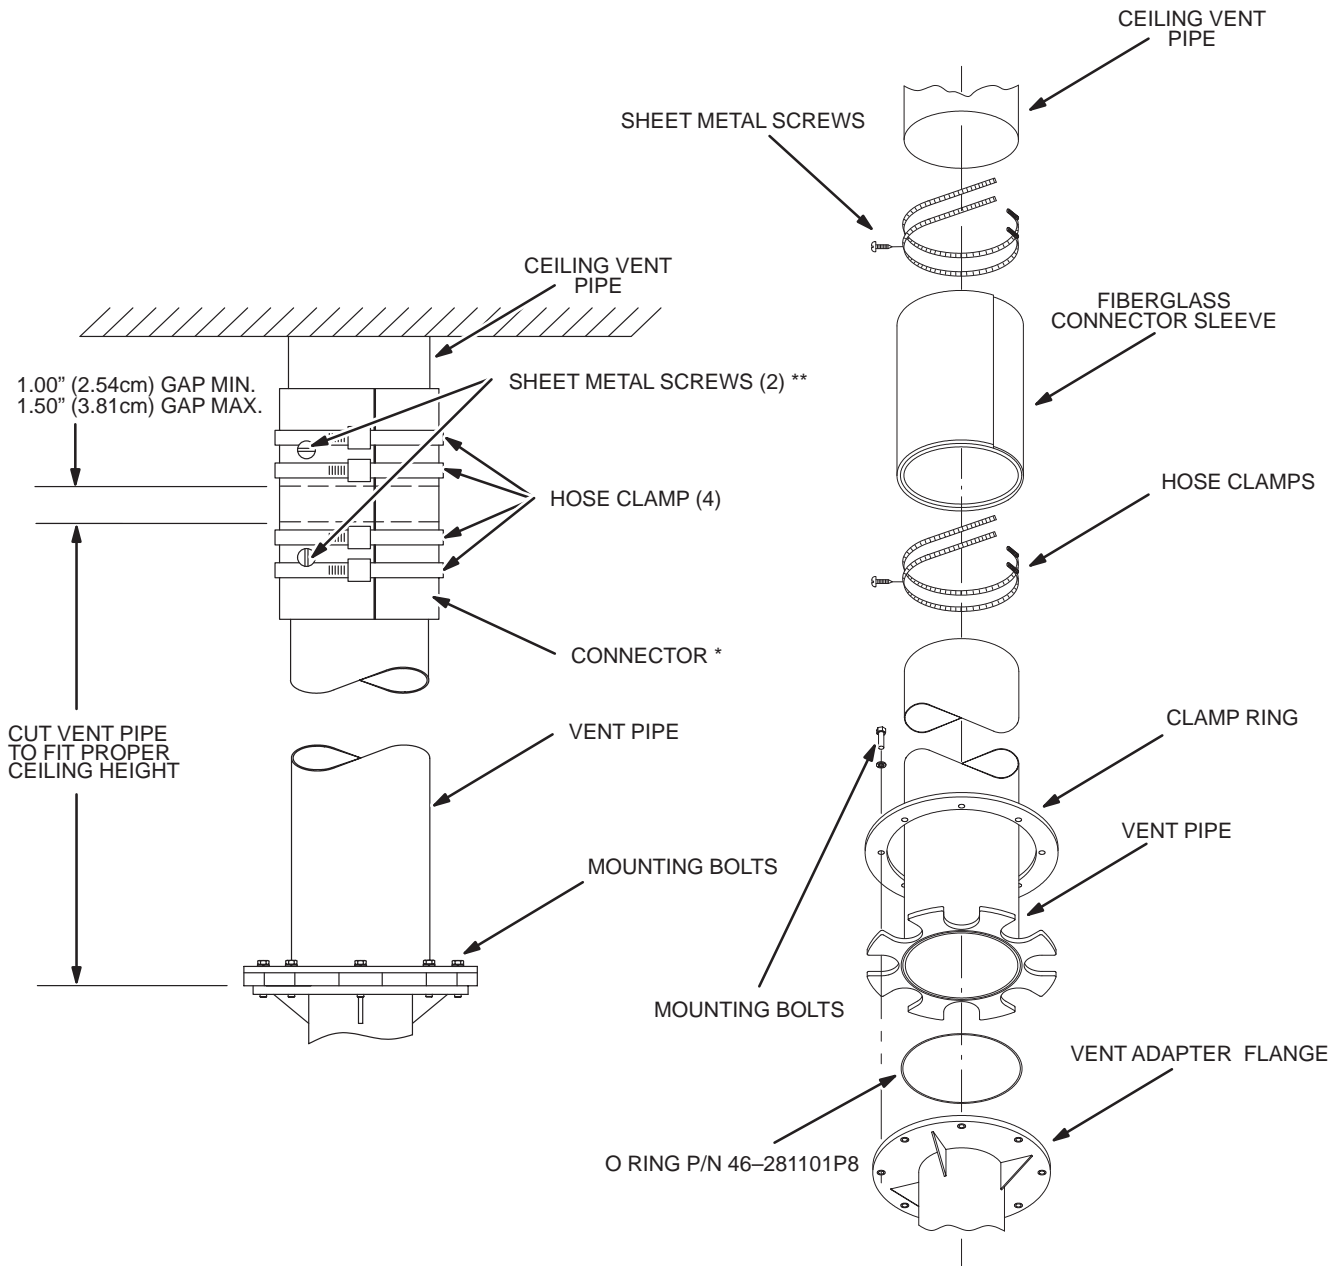 CEILING VENT
PIPE
SHEET METAL SCREWS
CEILING VENT
PIPE
FIBERGLASS
CONNECTOR SLEEVE
1.00” (2.54cm) GAP MIN.
1.50” (3.81cm) GAP MAX.
SHEET METAL SCREWS (2) **
HOSE CLAMP (4)
HOSE CLAMPS
CONNECTOR *
CUT VENT PIPE
TO FIT PROPER
CEILING HEIGHT
VENT PIPE
CLAMP RING
VENT PIPE
MOUNTING BOLTS
MOUNTING BOLTS
VENT ADAPTER FLANGE
O RING P/N 46–281101P8